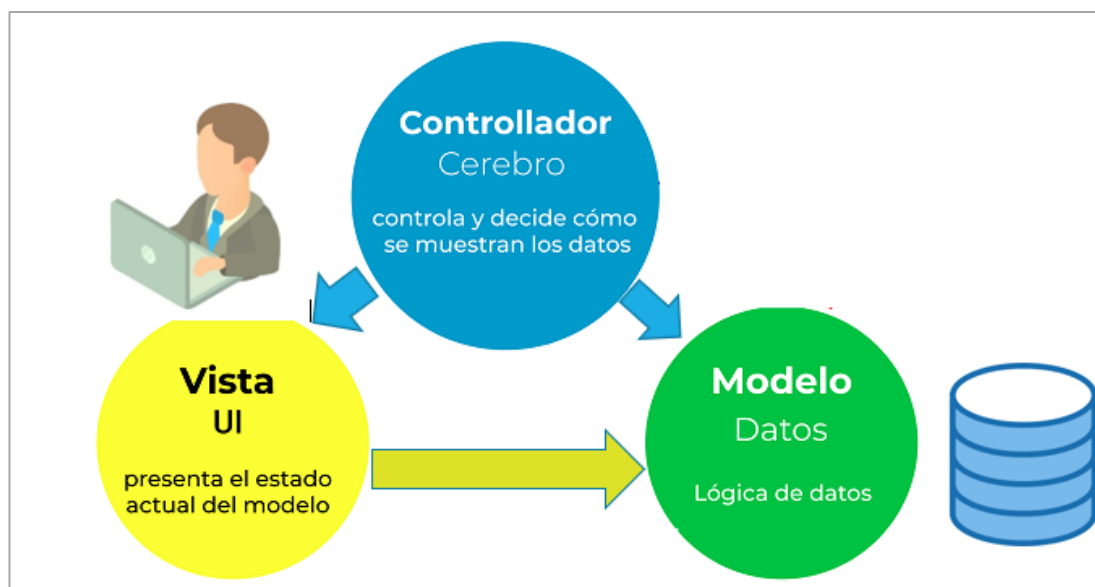 Controllador
Cerebro
controla y decide cómo
se muestran los datos
Vista
UI
presenta el estado
actual del modelo
Modelo
Datos
Lógica de datos